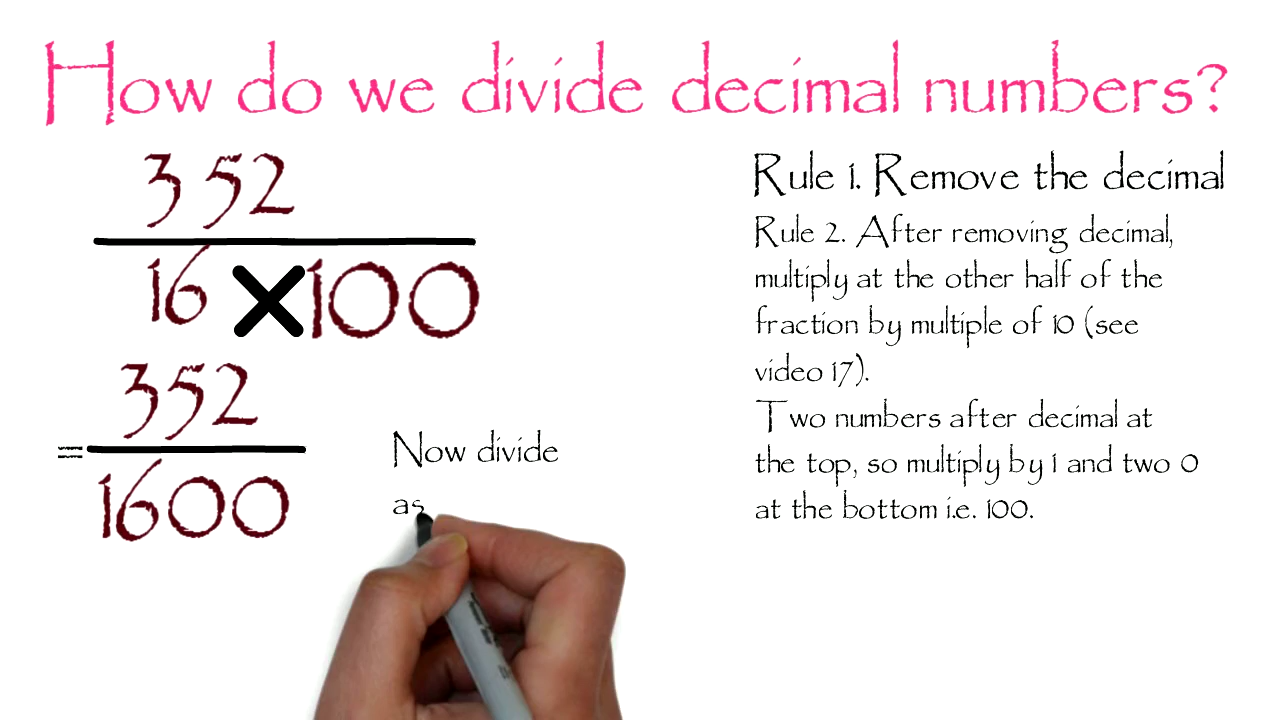 How do we divide decimal numbers?
3 52
16 ×100
352
=
1600
Now divide
as
Rule 1. Remove the decimal
Rule 2. After removing decimal,
multiply at the other half of the
fraction by multiple of 10 (see
video 17).
Two numbers after decimal at
the top, so multiply by 1 and two 0
at the bottom i.e. 100.